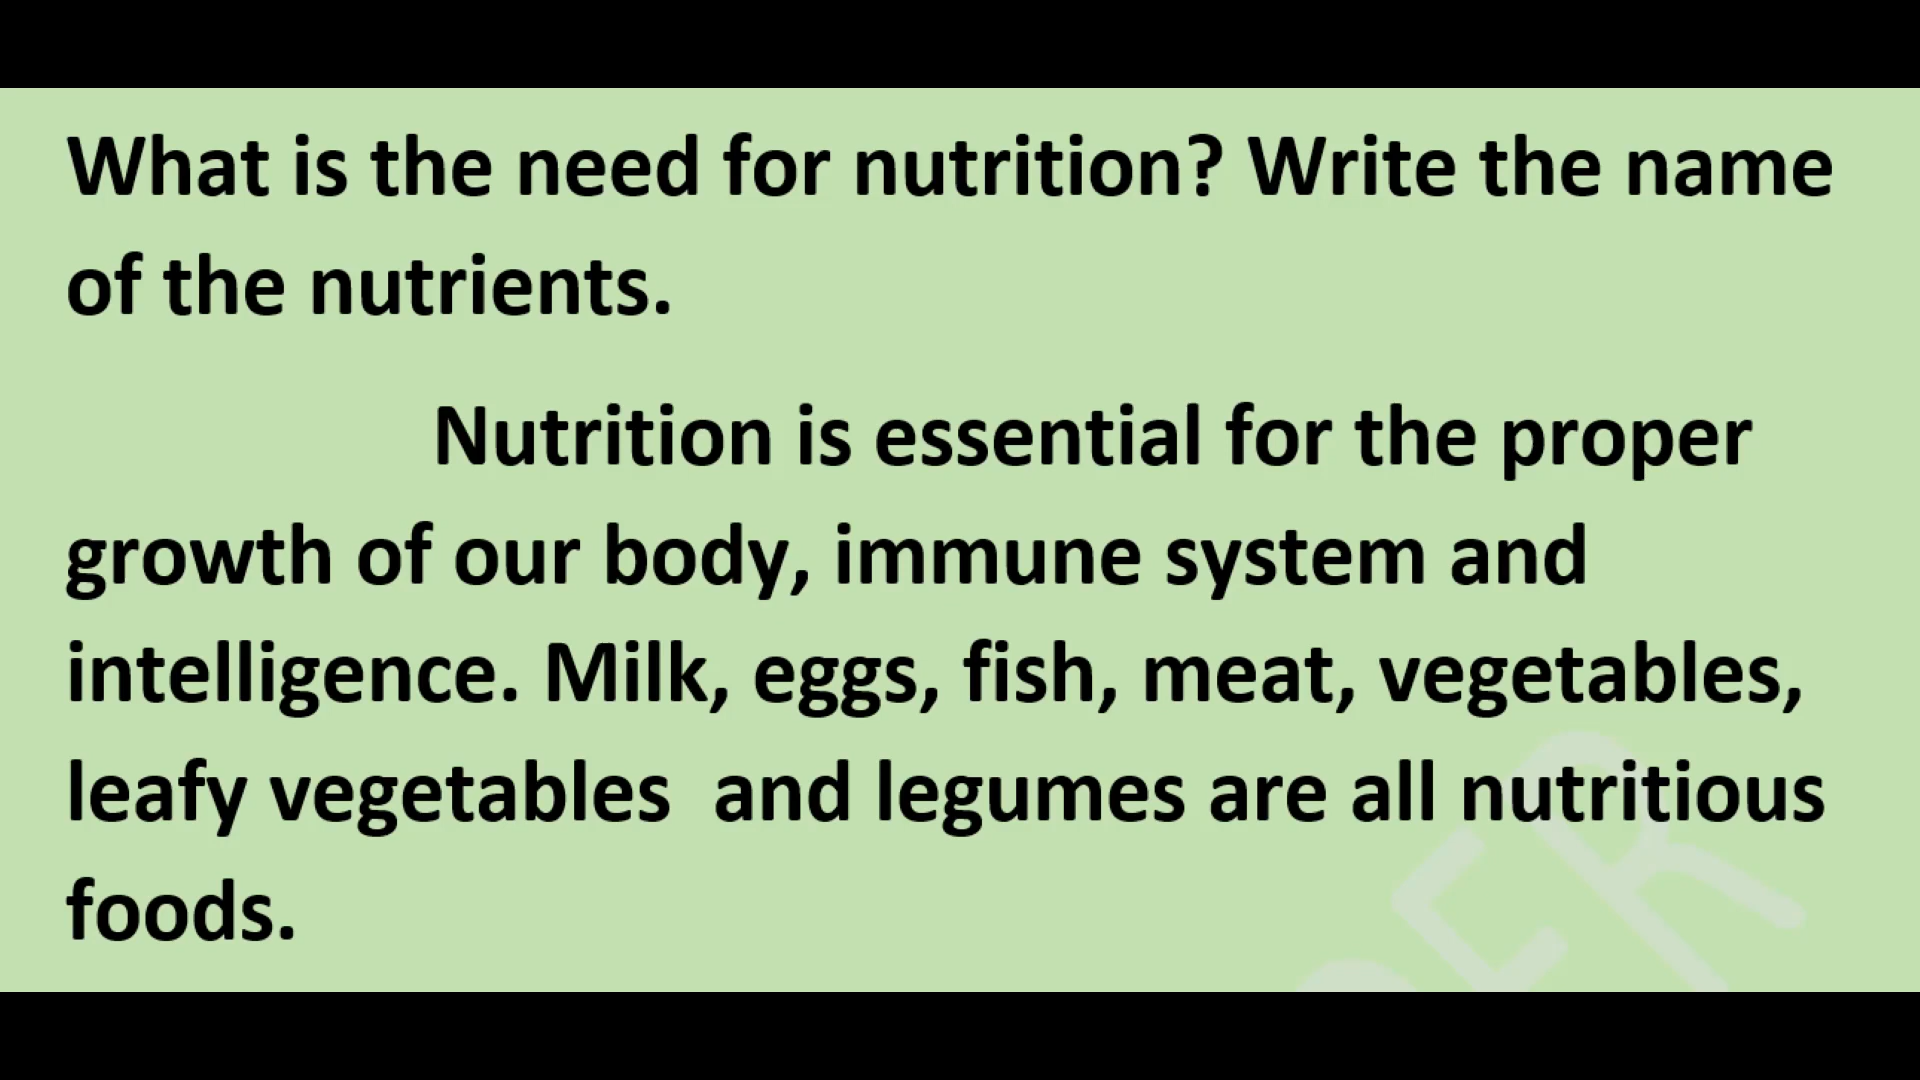 What is the need for nutrition? Write the name
of the nutrients.
Nutrition is essential for the proper
growth of our body, immune system and
intelligence. Milk, eggs, fish, meat, vegetables,
leafy vegetables  and legumes are all nutritious
foods.